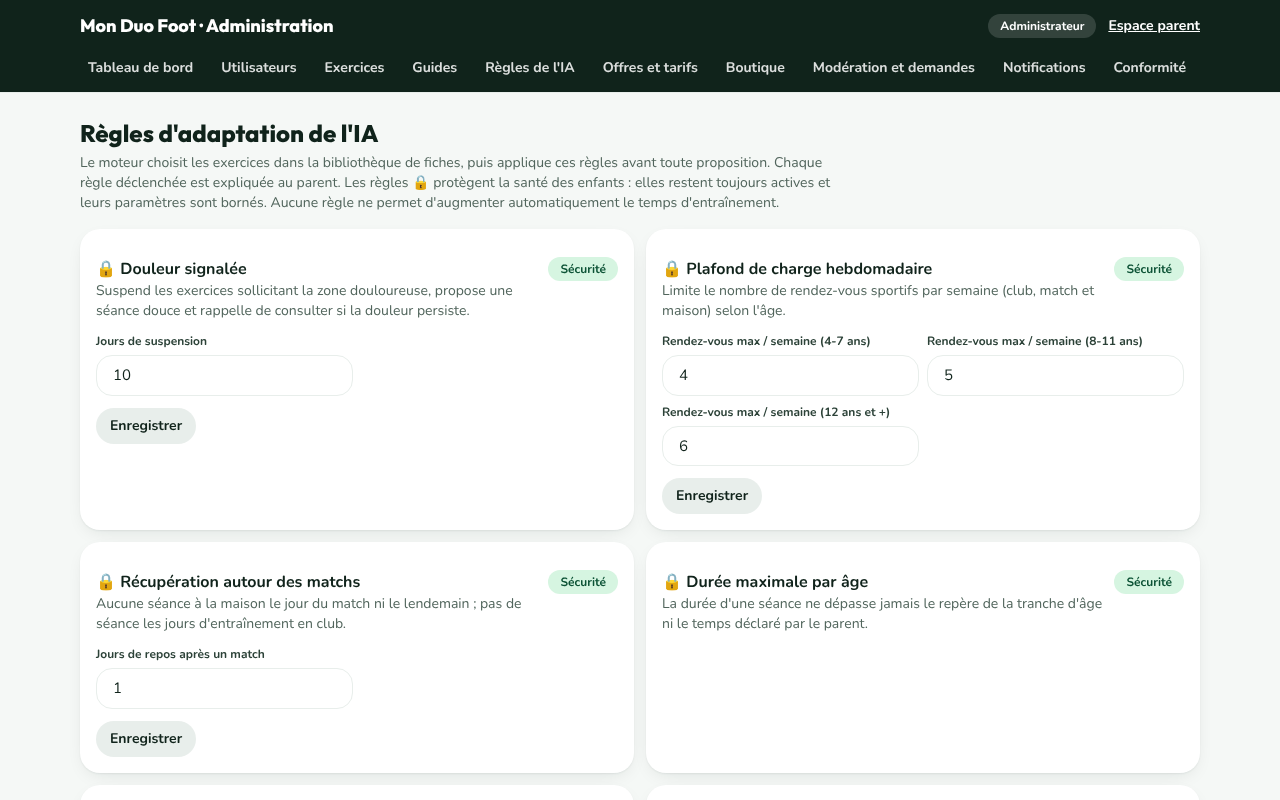 Mon Duo Foot · Administration
Administrateur
Espace parent
Tableau de bord
Utilisateurs
Exercices
Guides
Règles de l'IA
Offres et tarifs
Boutique
Modération et demandes
Notifications
Conformité
Règles d'adaptation de l'IA
Le moteur choisit les exercices dans la bibliothèque de fiches, puis applique ces règles avant toute proposition. Chaque
règle déclenchée est expliquée au parent. Les règles 🔒 protègent la santé des enfants : elles restent toujours actives et
leurs paramètres sont bornés. Aucune règle ne permet d'augmenter automatiquement le temps d'entraînement.
🔒 Douleur signalée
Sécurité
Suspend les exercices sollicitant la zone douloureuse, propose une
séance douce et rappelle de consulter si la douleur persiste.
Jours de suspension
10
Enregistrer
🔒 Plafond de charge hebdomadaire
Sécurité
Limite le nombre de rendez-vous sportifs par semaine (club, match et
maison) selon l'âge.
Rendez-vous max / semaine (4-7 ans)
4
Rendez-vous max / semaine (8-11 ans)
5
Rendez-vous max / semaine (12 ans et +)
6
Enregistrer
🔒 Récupération autour des matchs
Sécurité
Aucune séance à la maison le jour du match ni le lendemain ; pas de
séance les jours d'entraînement en club.
Jours de repos après un match
1
Enregistrer
🔒 Durée maximale par âge
Sécurité
La durée d'une séance ne dépasse jamais le repère de la tranche d'âge
ni le temps déclaré par le parent.